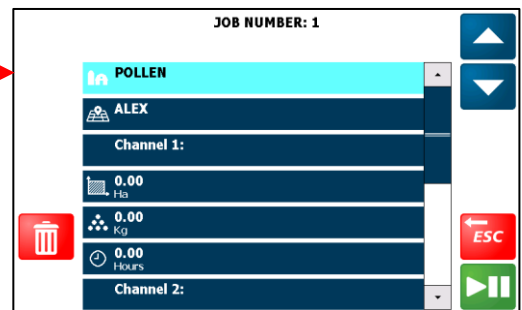 JOB NUMBER: 1
POLLEN
ALEX
Channel 1:
0.00
Ha
0.00
Kg
ESC
0.00
Hours
Channel 2: